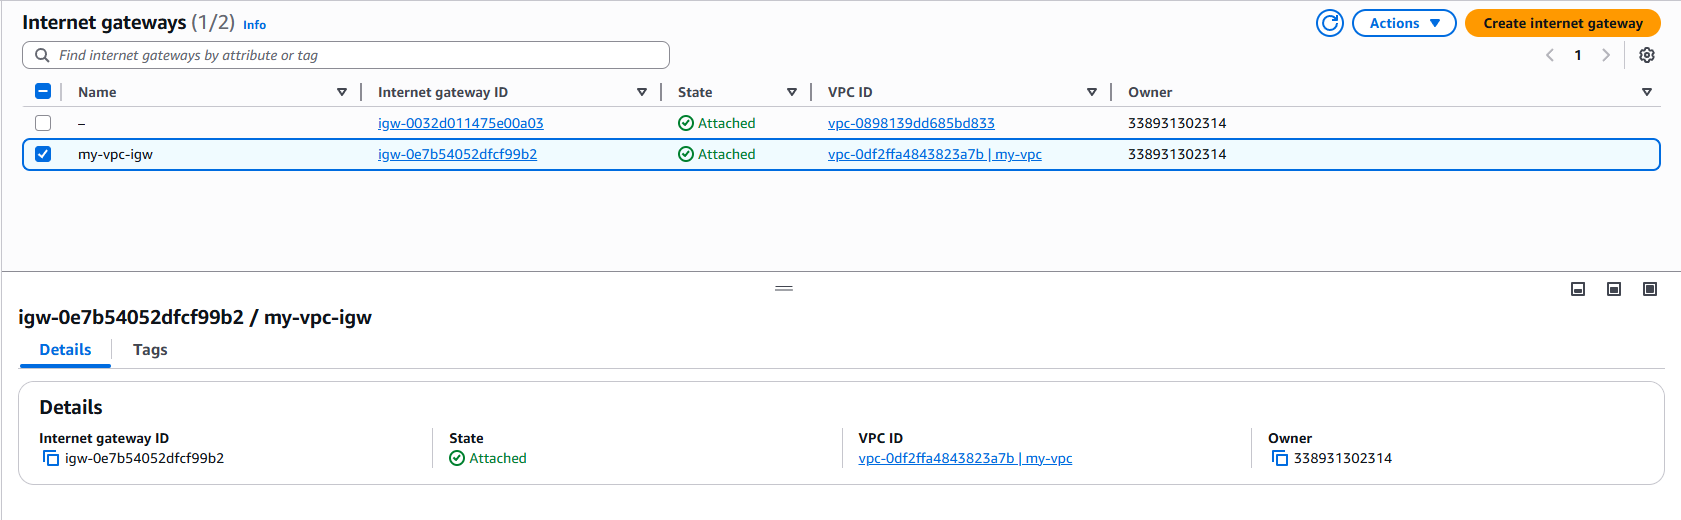 Internet gateways (1/2) Info
Actions
Create internet gateway
Find internet gateways by attribute or tag
1
Name Internet gateway ID State VPC ID Owner
– igw-0032d011475e00a03 Attached vpc-0898139dd685bd833 338931302314
my-vpc-igw igw-0e7b54052dfcf99b2 Attached vpc-0df2ffa4843823a7b | my-vpc 338931302314
igw-0e7b54052dfcf99b2 / my-vpc-igw
Details Tags
Details
Internet gateway ID State VPC ID Owner
igw-0e7b54052dfcf99b2 Attached vpc-0df2ffa4843823a7b | my-vpc 338931302314